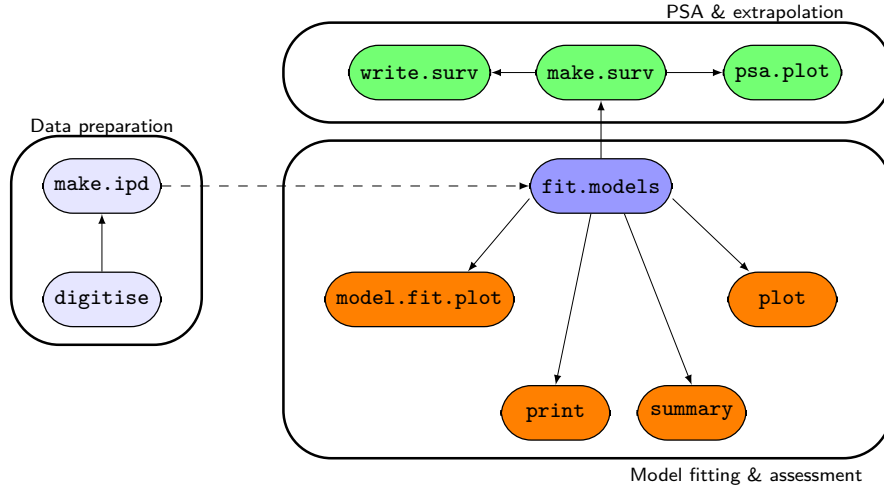 PSA & extrapolation
write.surv
make.surv
psa.plot
Data preparation
make.ipd
fit.models
digitise
model.fit.plot
plot
print
summary
Model fitting & assessment